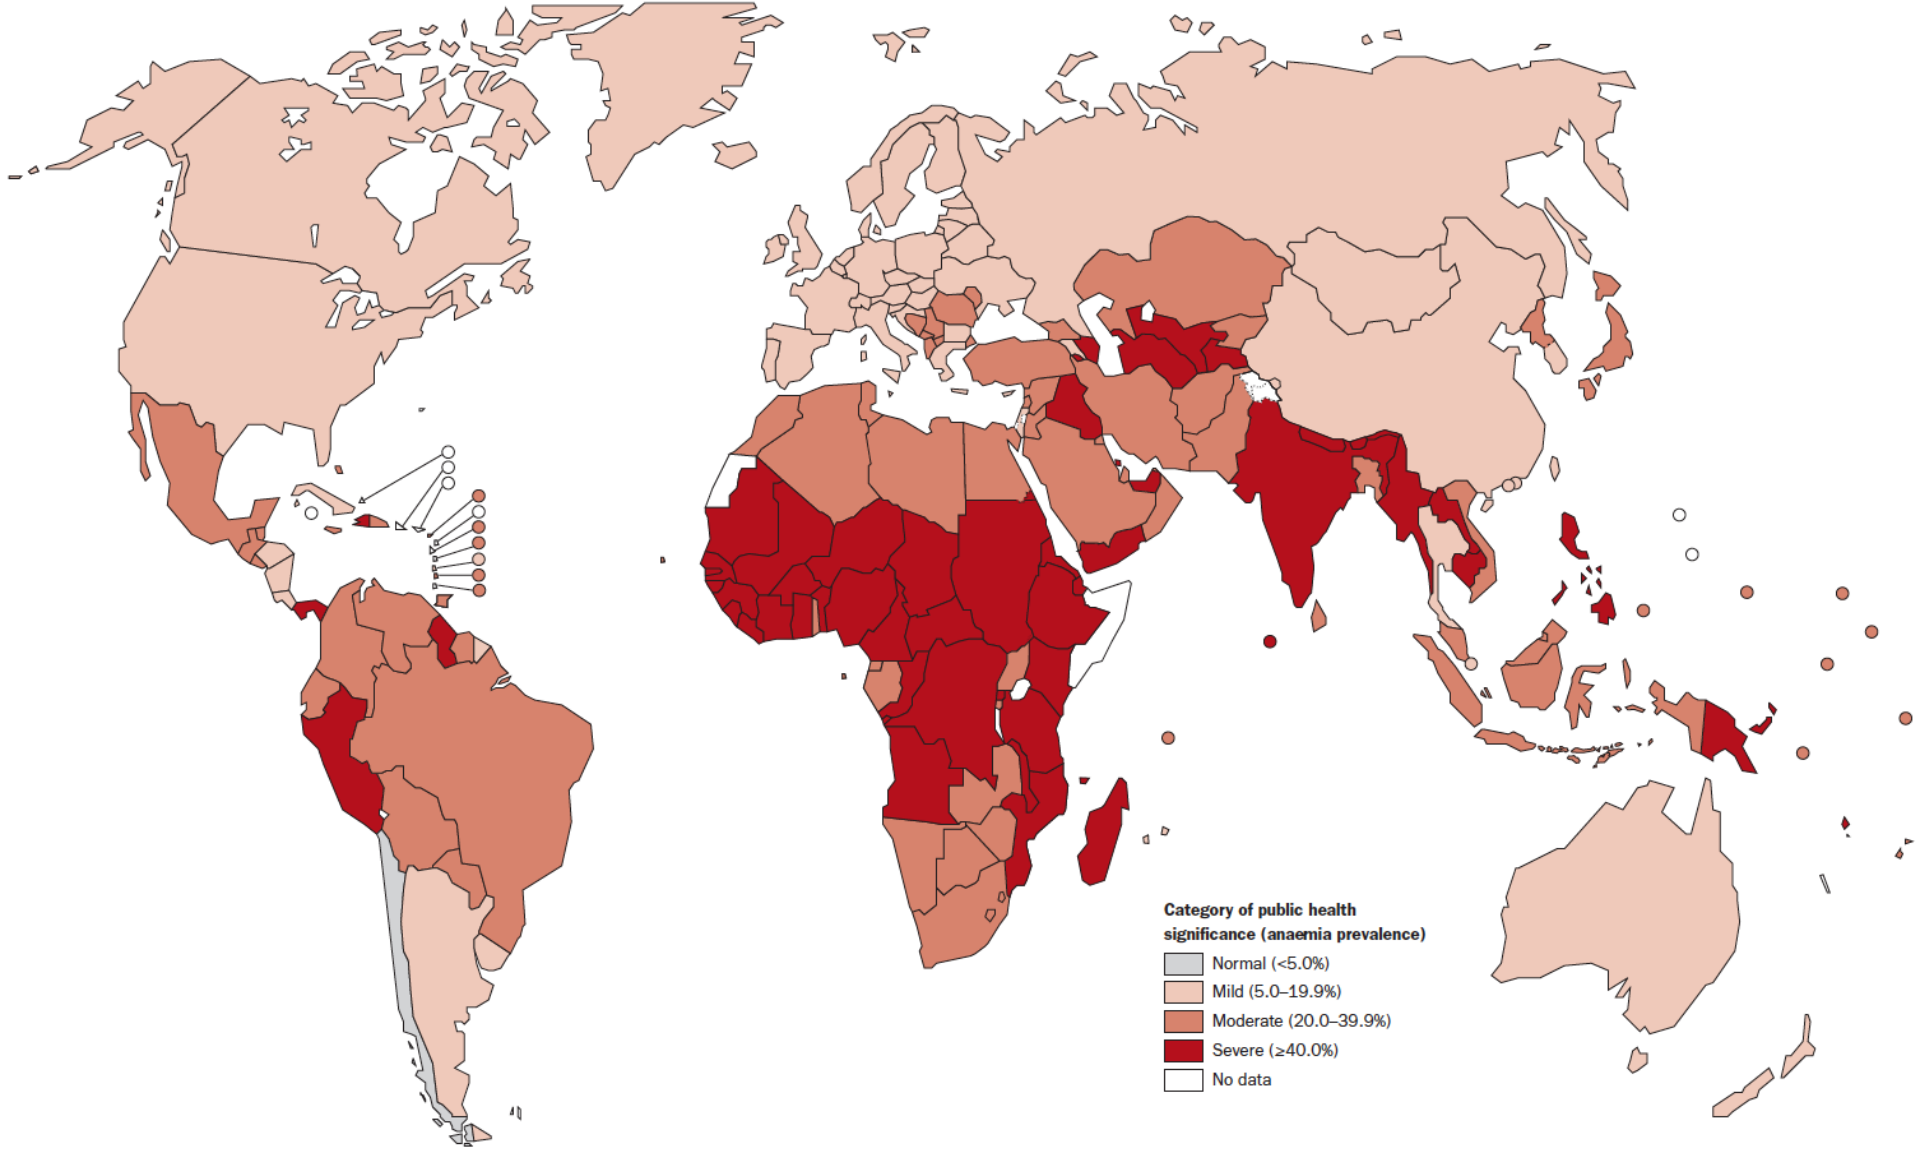 Category of public health
significance (anaemia prevalence)
Normal (<5.0%)
Mild (5.0–19.9%)
Moderate (20.0–39.9%)
Severe (≥40.0%)
No data